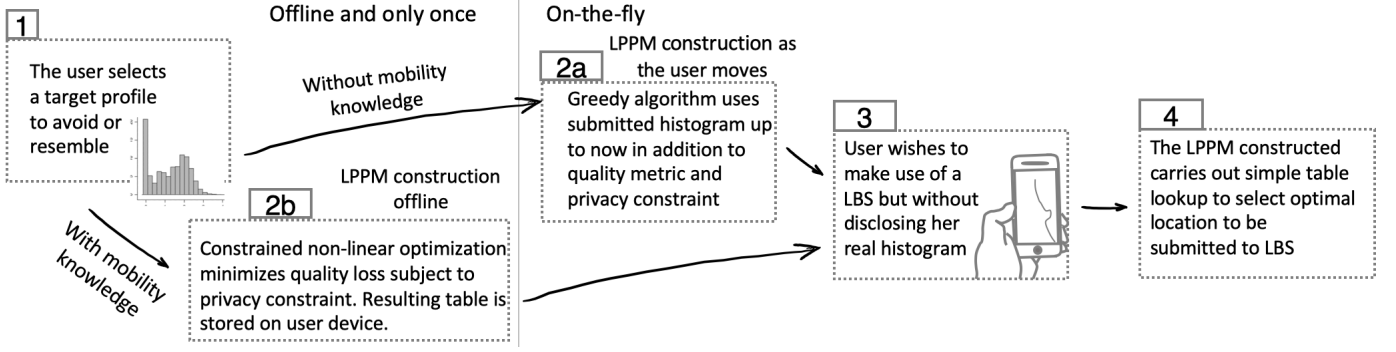 Offline and only once
On-the-fly
1
The user selects
a target profile
to avoid or
resemble
Without mobility
knowledge
With mobility
knowledge
LPPM construction
offline
2b
Constrained non-linear optimization
minimizes quality loss subject to
privacy constraint. Resulting table is
stored on user device.
LPPM construction as
the user moves
2a
Greedy algorithm uses
submitted histogram up
to now in addition to
quality metric and
privacy constraint
3
User wishes to
make use of a
LBS but without
disclosing her
real histogram
4
The LPPM constructed
carries out simple table
lookup to select optimal
location to be
submitted to LBS